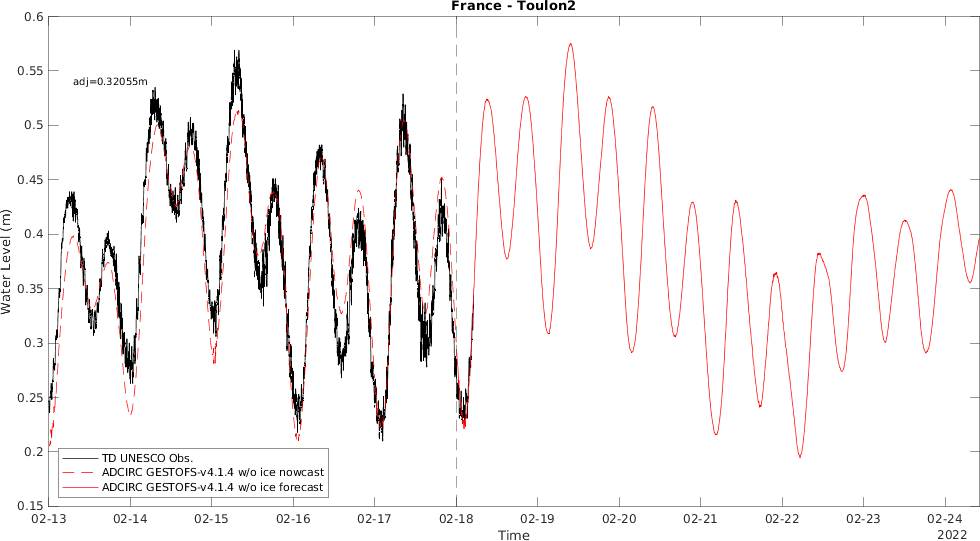 France - Toulon2
0.6
0.55
0.5
0.45
0.4
0.35
0.3
0.25
0.2
0.15
Water Level (m)
adj=0.32055m
TD UNESCO Obs.
ADCIRC GESTOFS-v4.1.4 w/o ice nowcast
ADCIRC GESTOFS-v4.1.4 w/o ice forecast
02-13 02-14 02-15 02-16 02-17 02-18 02-19 02-20 02-21 02-22 02-23 02-24
Time
2022